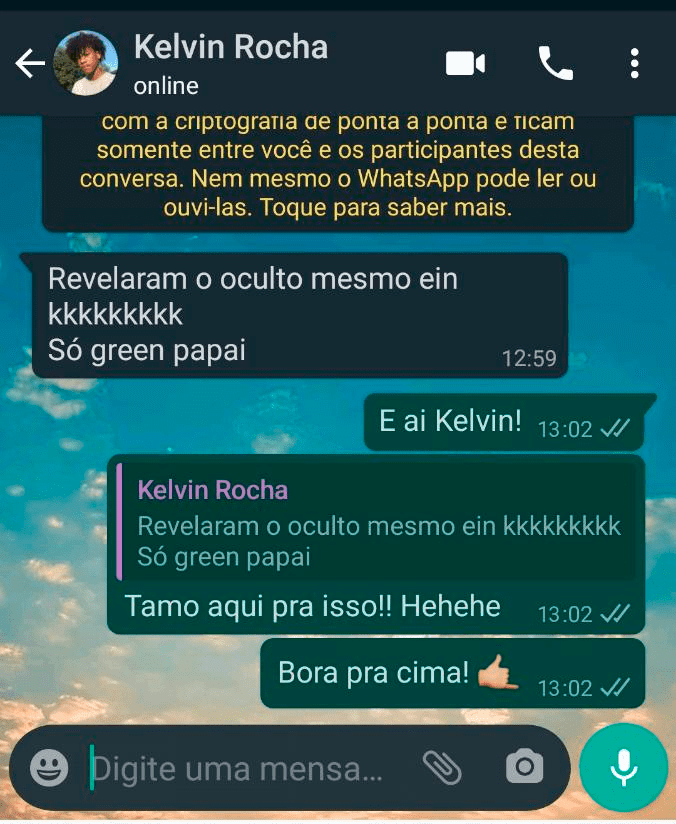 Kelvin Rocha
online
com a criptografia de ponta a ponta e ficam
somente entre você e os participantes desta
conversa. Nem mesmo o WhatsApp pode ler ou
ouvi-las. Toque para saber mais.
Revelaram o oculto mesmo ein
kkkkkkkkk
Só green papai
12:59
E ai Kelvin! 13:02
Kelvin Rocha
Revelaram o oculto mesmo ein kkkkkkkkk
Só green papai
Tamo aqui pra isso!! Hehehe 13:02
Bora pra cima! 🤙🏼 13:02
Digite uma mensa...